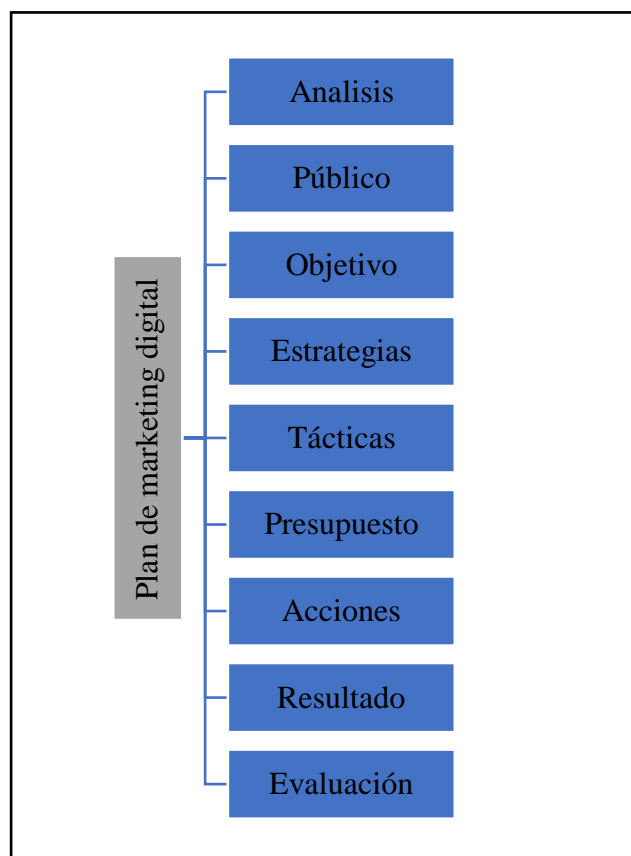 Plan de marketing digital
Analisis
Público
Objetivo
Estrategias
Tácticas
Presupuesto
Acciones
Resultado
Evaluación